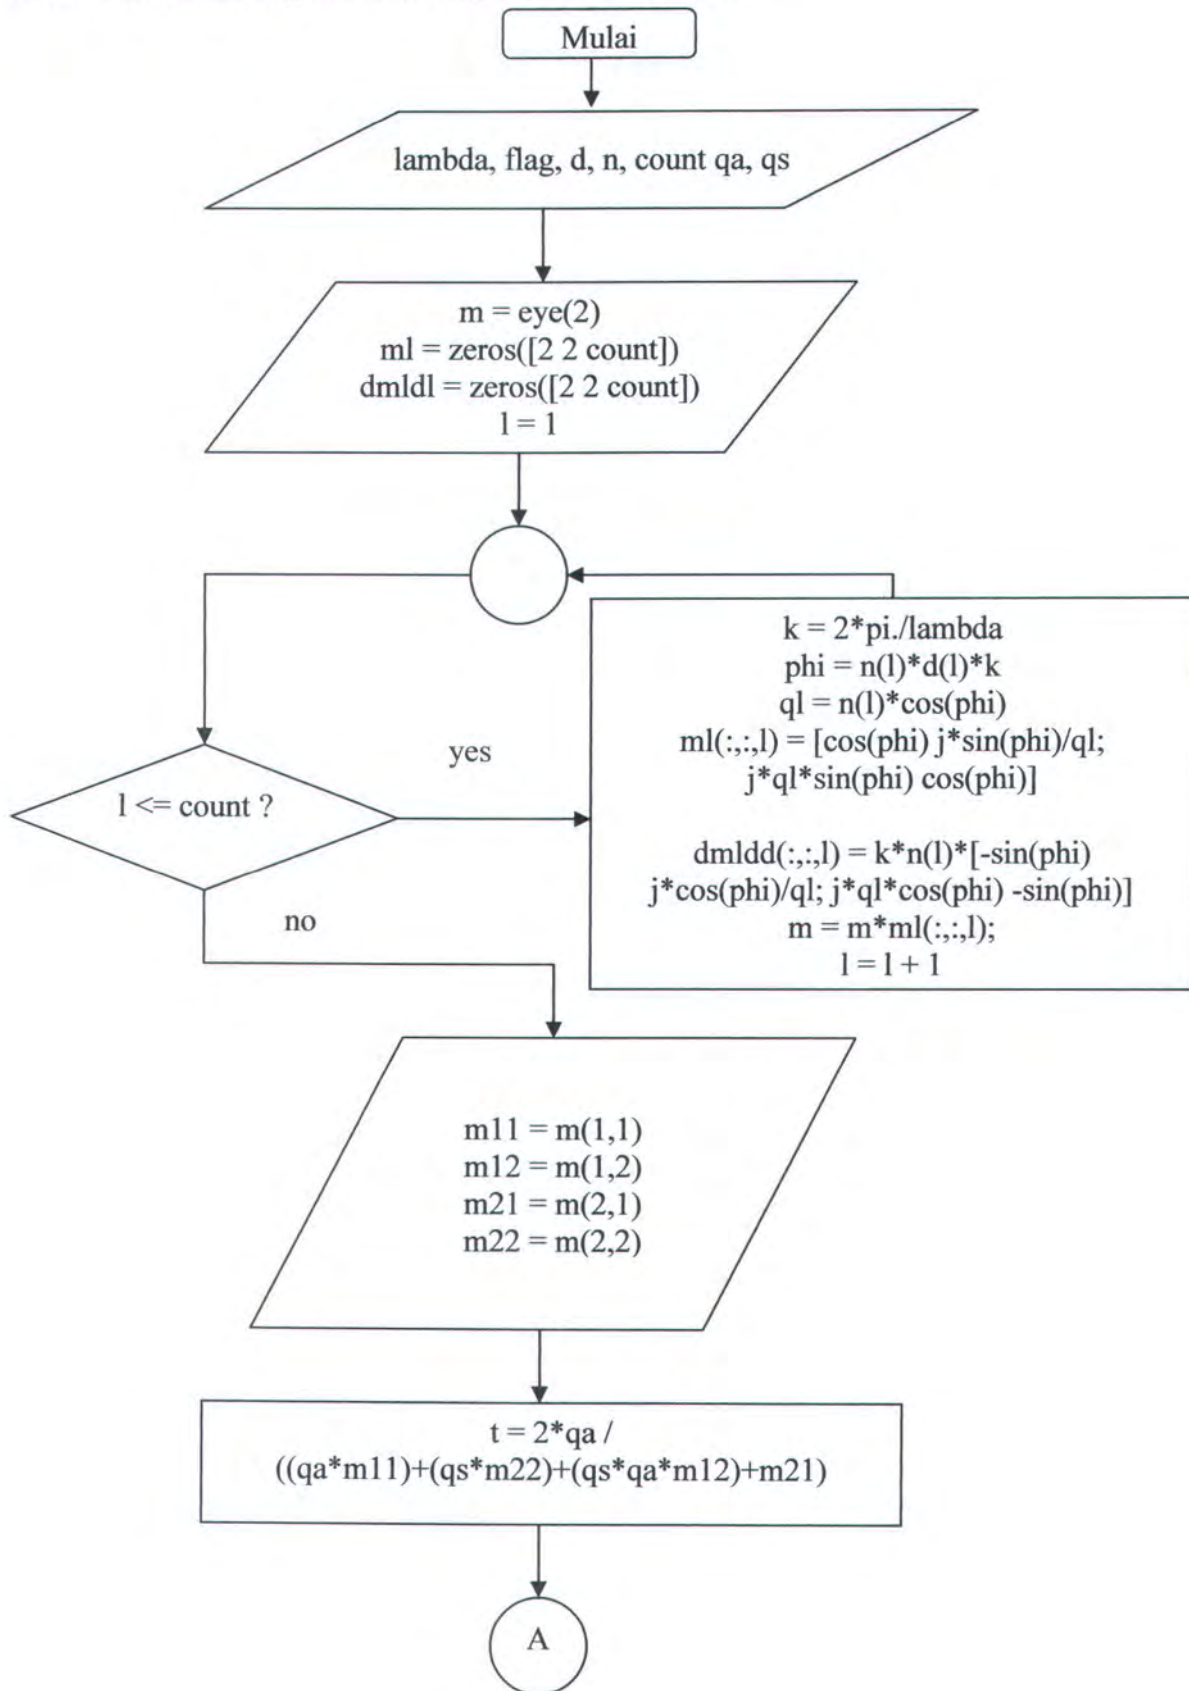 Mulai
lambda, flag, d, n, count qa, qs
m = eye(2)
ml = zeros([2 2 count])
dmldl = zeros([2 2 count])
l = 1
k = 2*pi./lambda
phi = n(l)*d(l)*k
ql = n(l)*cos(phi)
ml(:,:,l) = [cos(phi) j*sin(phi)/ql;
j*ql*sin(phi) cos(phi)]
dmldd(:,:,l) = k*n(l)*[-sin(phi)
j*cos(phi)/ql; j*ql*cos(phi) -sin(phi)]
m = m*ml(:,:,l);
l = l + 1
yes
l <= count ?
no
m11 = m(1,1)
m12 = m(1,2)
m21 = m(2,1)
m22 = m(2,2)
t = 2*qa /
((qa*m11)+(qs*m22)+(qs*qa*m12)+m21)
A